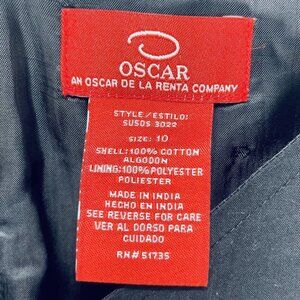 OSCAR
AN OSCAR DE LA RENTA COMPANY
STYLE/ESTILO:
SUSOS 3022
SIZE: 10
SHELL:100% COTTON
ALGODON
LINING:100%POLYESTER
POLIESTER
MADE IN INDIA
HECHO EN INDIA
SEE REVERSE FOR CARE
VER AL DORSO PARA
CUIDADO
RN# 51735